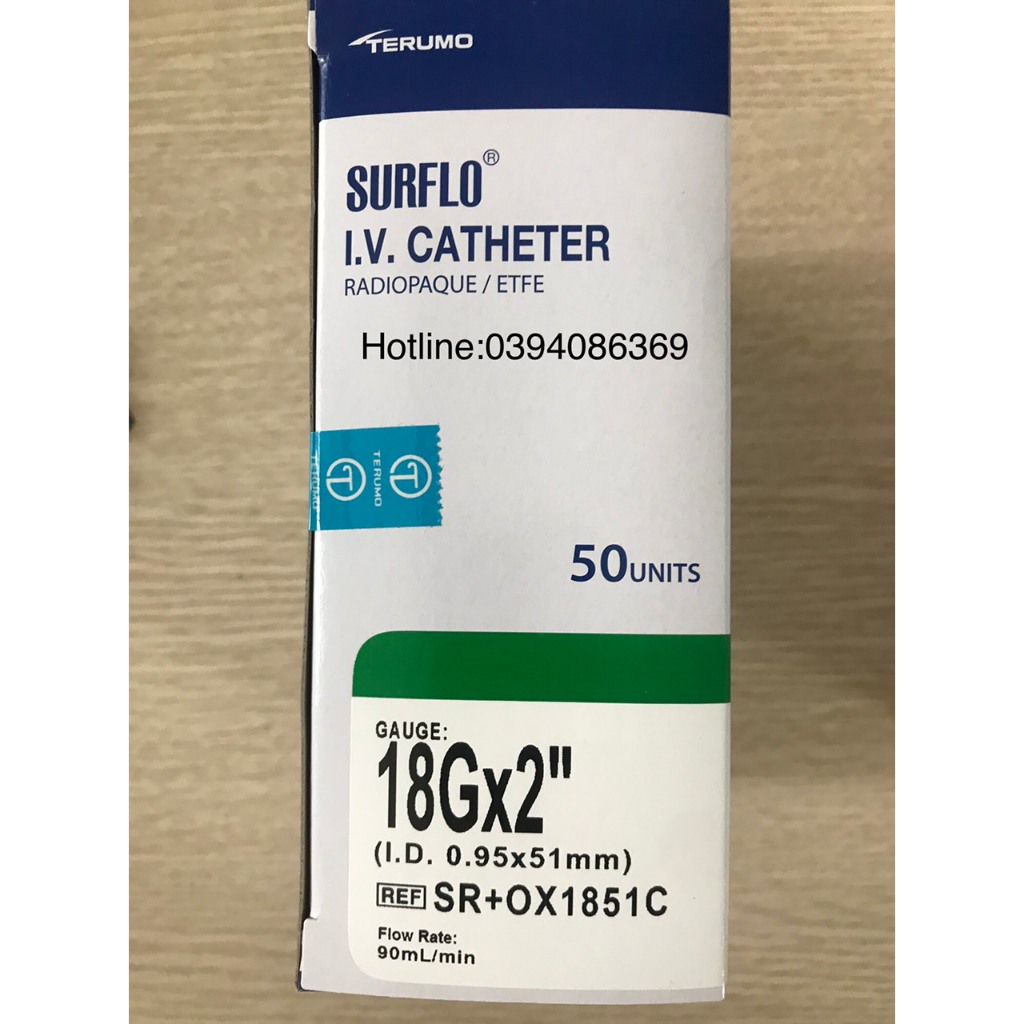 TERUMO
SURFLO®
I.V. CATHETER
RADIOPAQUE / ETFE
Hotline:0394086369
TERUMO
TERUMO
50UNITS
GAUGE:
18Gx2"
(I.D. 0.95x51mm)
REF SR+OX1851C
Flow Rate:
90mL/min